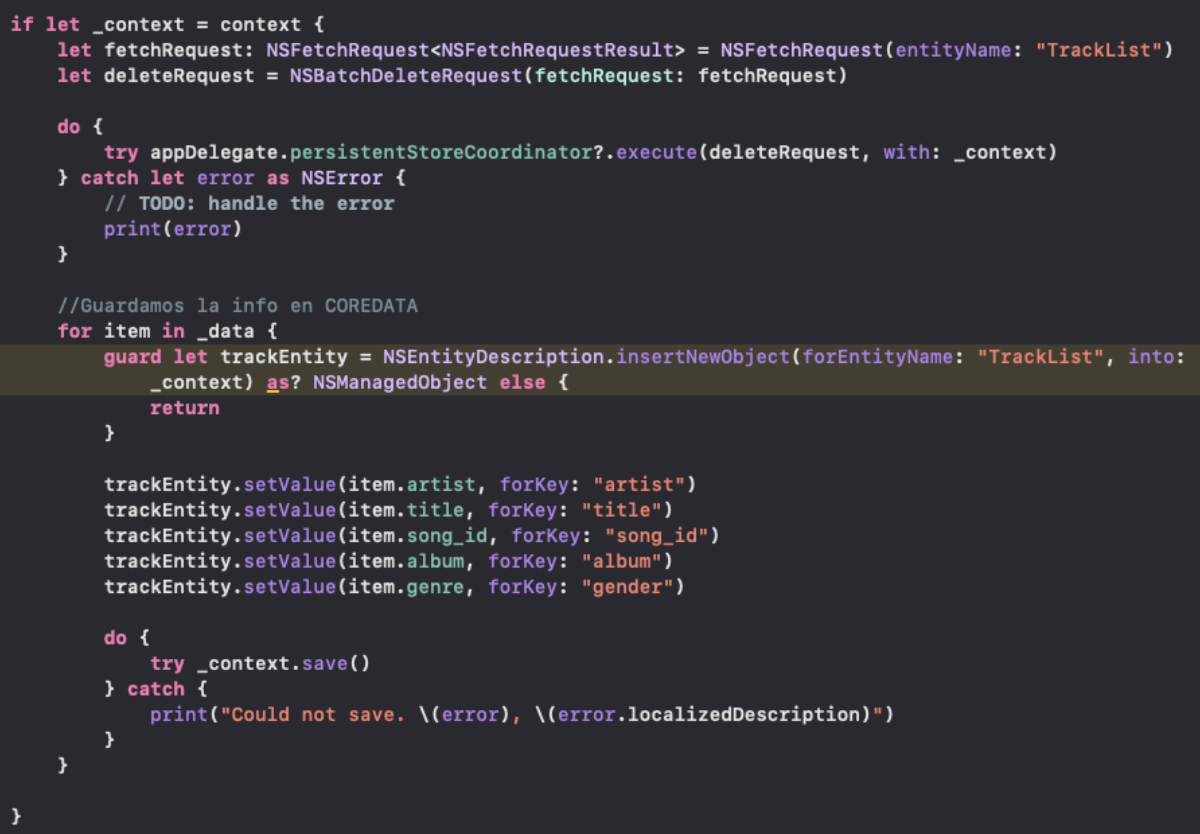 if let _context = context {
    let fetchRequest: NSFetchRequest<NSFetchRequestResult> = NSFetchRequest(entityName: "TrackList")
    let deleteRequest = NSBatchDeleteRequest(fetchRequest: fetchRequest)

    do {
        try appDelegate.persistentStoreCoordinator?.execute(deleteRequest, with: _context)
    } catch let error as NSError {
        // TODO: handle the error
        print(error)
    }

    //Guardamos la info en COREDATA
    for item in _data {
        guard let trackEntity = NSEntityDescription.insertNewObject(forEntityName: "TrackList", into:
            _context) as? NSManagedObject else {
            return
        }

        trackEntity.setValue(item.artist, forKey: "artist")
        trackEntity.setValue(item.title, forKey: "title")
        trackEntity.setValue(item.song_id, forKey: "song_id")
        trackEntity.setValue(item.album, forKey: "album")
        trackEntity.setValue(item.genre, forKey: "gender")

        do {
            try _context.save()
        } catch {
            print("Could not save. \(error), \(error.localizedDescription)")
        }
    }

}